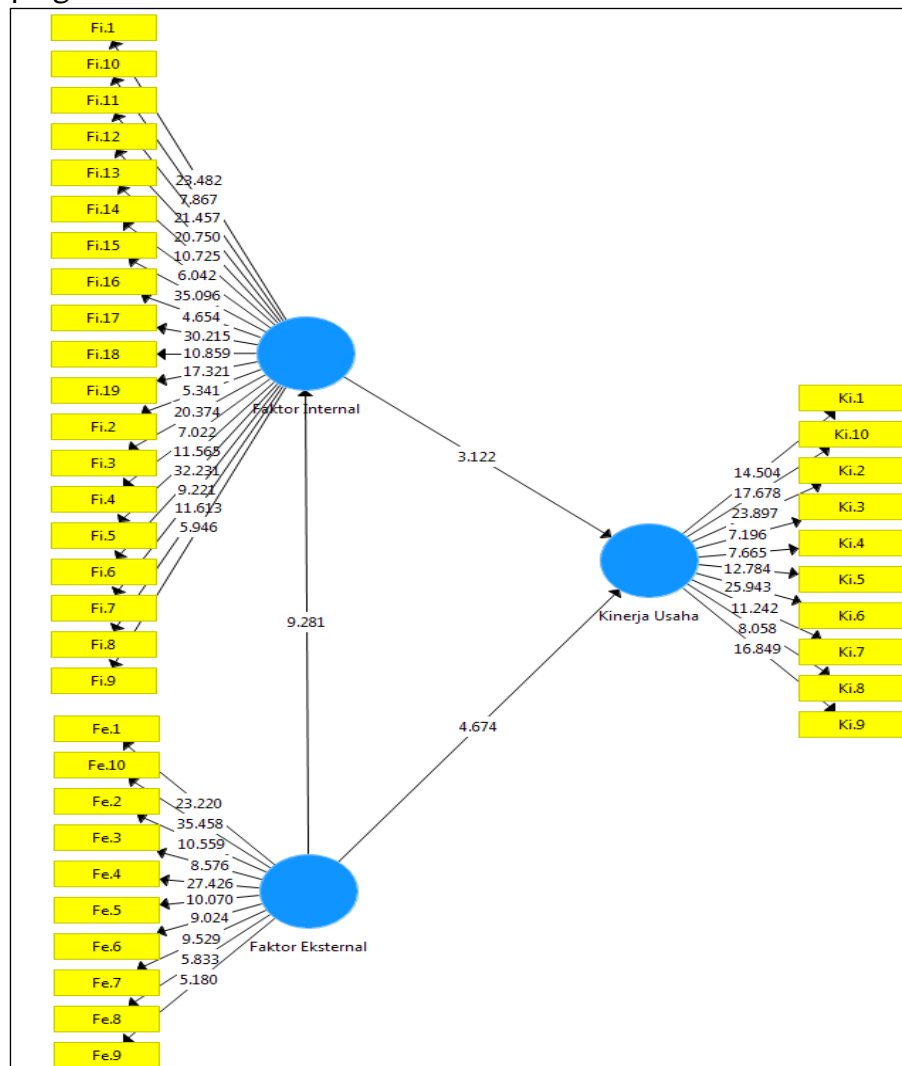 Fi.1
Fi.10
Fi.11
Fi.12
Fi.13
Fi.14
Fi.15
Fi.16
Fi.17
Fi.18
Fi.19
Fi.2
Fi.3
Fi.4
Fi.5
Fi.6
Fi.7
Fi.8
Fi.9
23.482
7.867
21.457
20.750
10.725
6.042
35.096
4.654
30.215
10.859
17.321
5.341
20.374
7.022
11.565
32.231
9.221
11.613
5.946
Faktor Internal
3.122
9.281
4.674
Kinerja Usaha
14.504
17.678
23.897
7.196
7.665
12.784
25.943
11.242
8.058
16.849
Ki.1
Ki.10
Ki.2
Ki.3
Ki.4
Ki.5
Ki.6
Ki.7
Ki.8
Ki.9
Fe.1
Fe.10
Fe.2
Fe.3
Fe.4
Fe.5
Fe.6
Fe.7
Fe.8
Fe.9
23.220
35.458
10.559
8.576
27.426
10.070
9.024
9.529
5.833
5.180
Faktor Eksternal